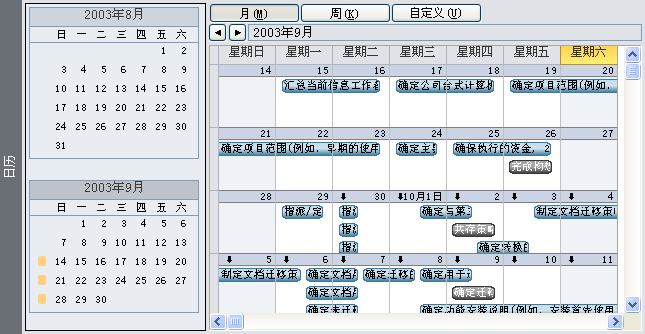 日历
2003年8月
日 一 二 三 四 五 六
1 2
3 4 5 6 7 8 9
10 11 12 13 14 15 16
17 18 19 20 21 22 23
24 25 26 27 28 29 30
31
2003年9月
日 一 二 三 四 五 六
1 2 3 4 5 6
7 8 9 10 11 12 13
14 15 16 17 18 19 20
21 22 23 24 25 26 27
28 29 30
月(M) 周(K) 自定义(U)
2003年9月
星期日 星期一 星期二 星期三 星期四 星期五 星期六
14 15 16 17 18 19 20
汇总当前信息工作 确定公司台式计算机 确定项目范围(例如,
21 22 23 24 25 26 27
确定项目范围(例如，早期的使用 确定主 确保执行的资金，
完成构
28 29 30 10月1日 2 3 4
指派/定 指 确定与第三 制定文档迁移策
指 共存策略
指 确定转换
5 6 7 8 9 10 11
制定文档迁移策 确定文档 确定迁移 确定用于
确定文档 确定迁
确定未迁 确定功能安装说明(例如，安装首先使用